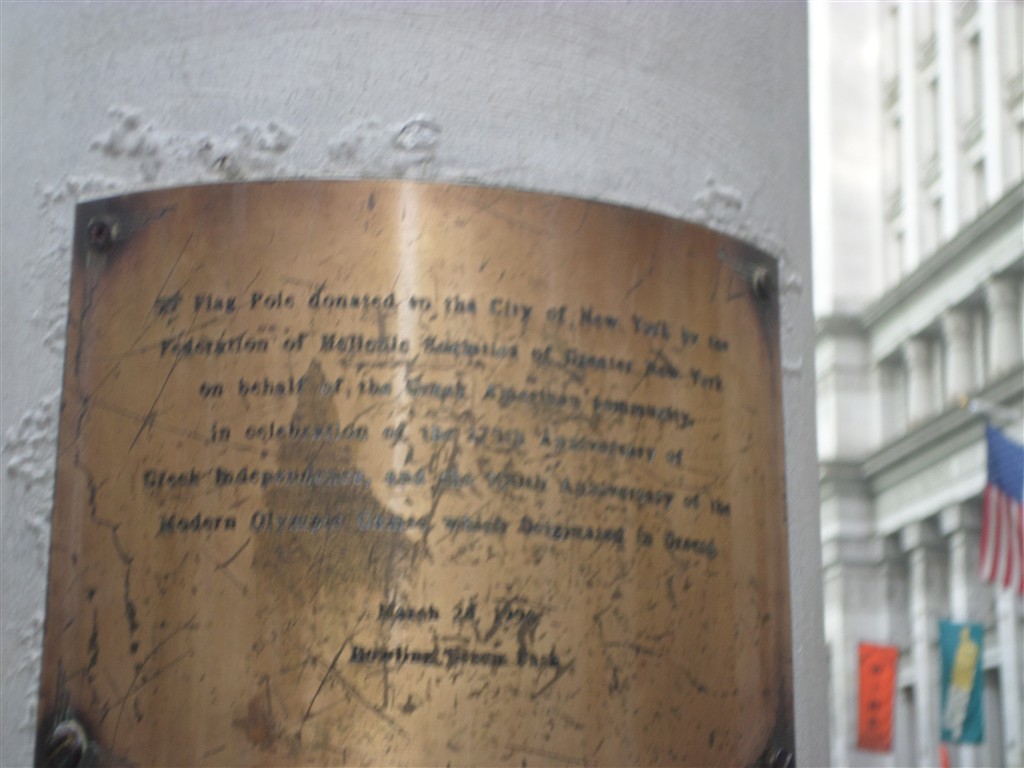 Flag Pole donated to the City of New York by the
Federation of Hellenic Societies of Greater New York
on behalf of the Greek American community,
in celebration of the Anniversary of
Greek Independence, and the 100th Anniversary of the
Modern Olympic Games, which Originated in Greece.
March
Bowling Green Park